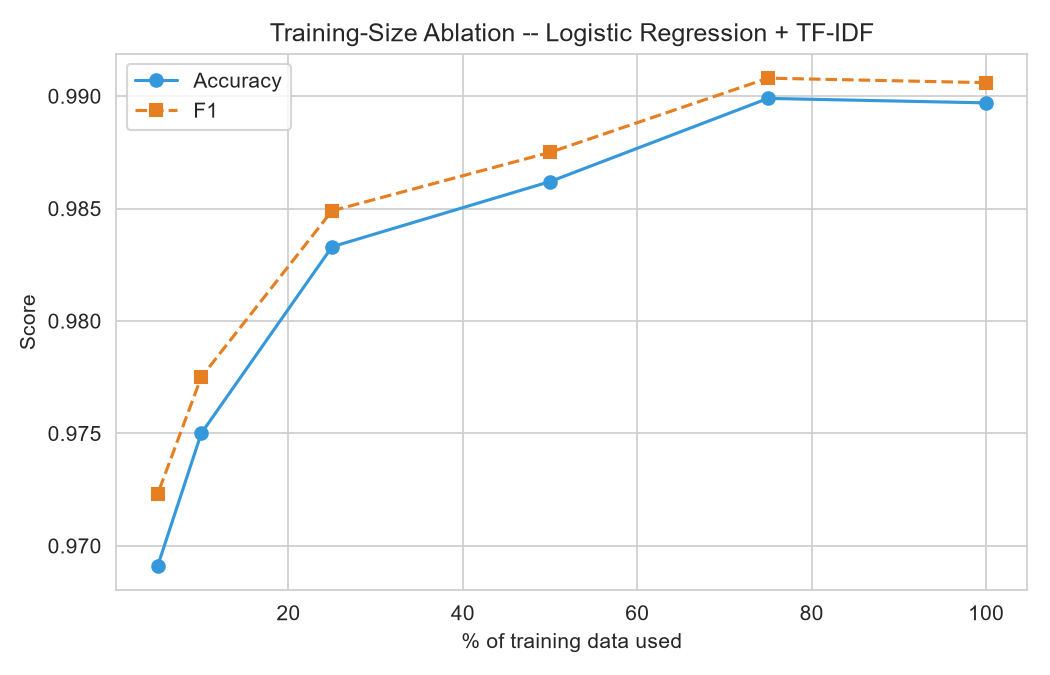 Training-Size Ablation -- Logistic Regression + TF-IDF
Accuracy
F1
0.990
0.985
0.980
0.975
0.970
Score
20 40 60 80 100
% of training data used